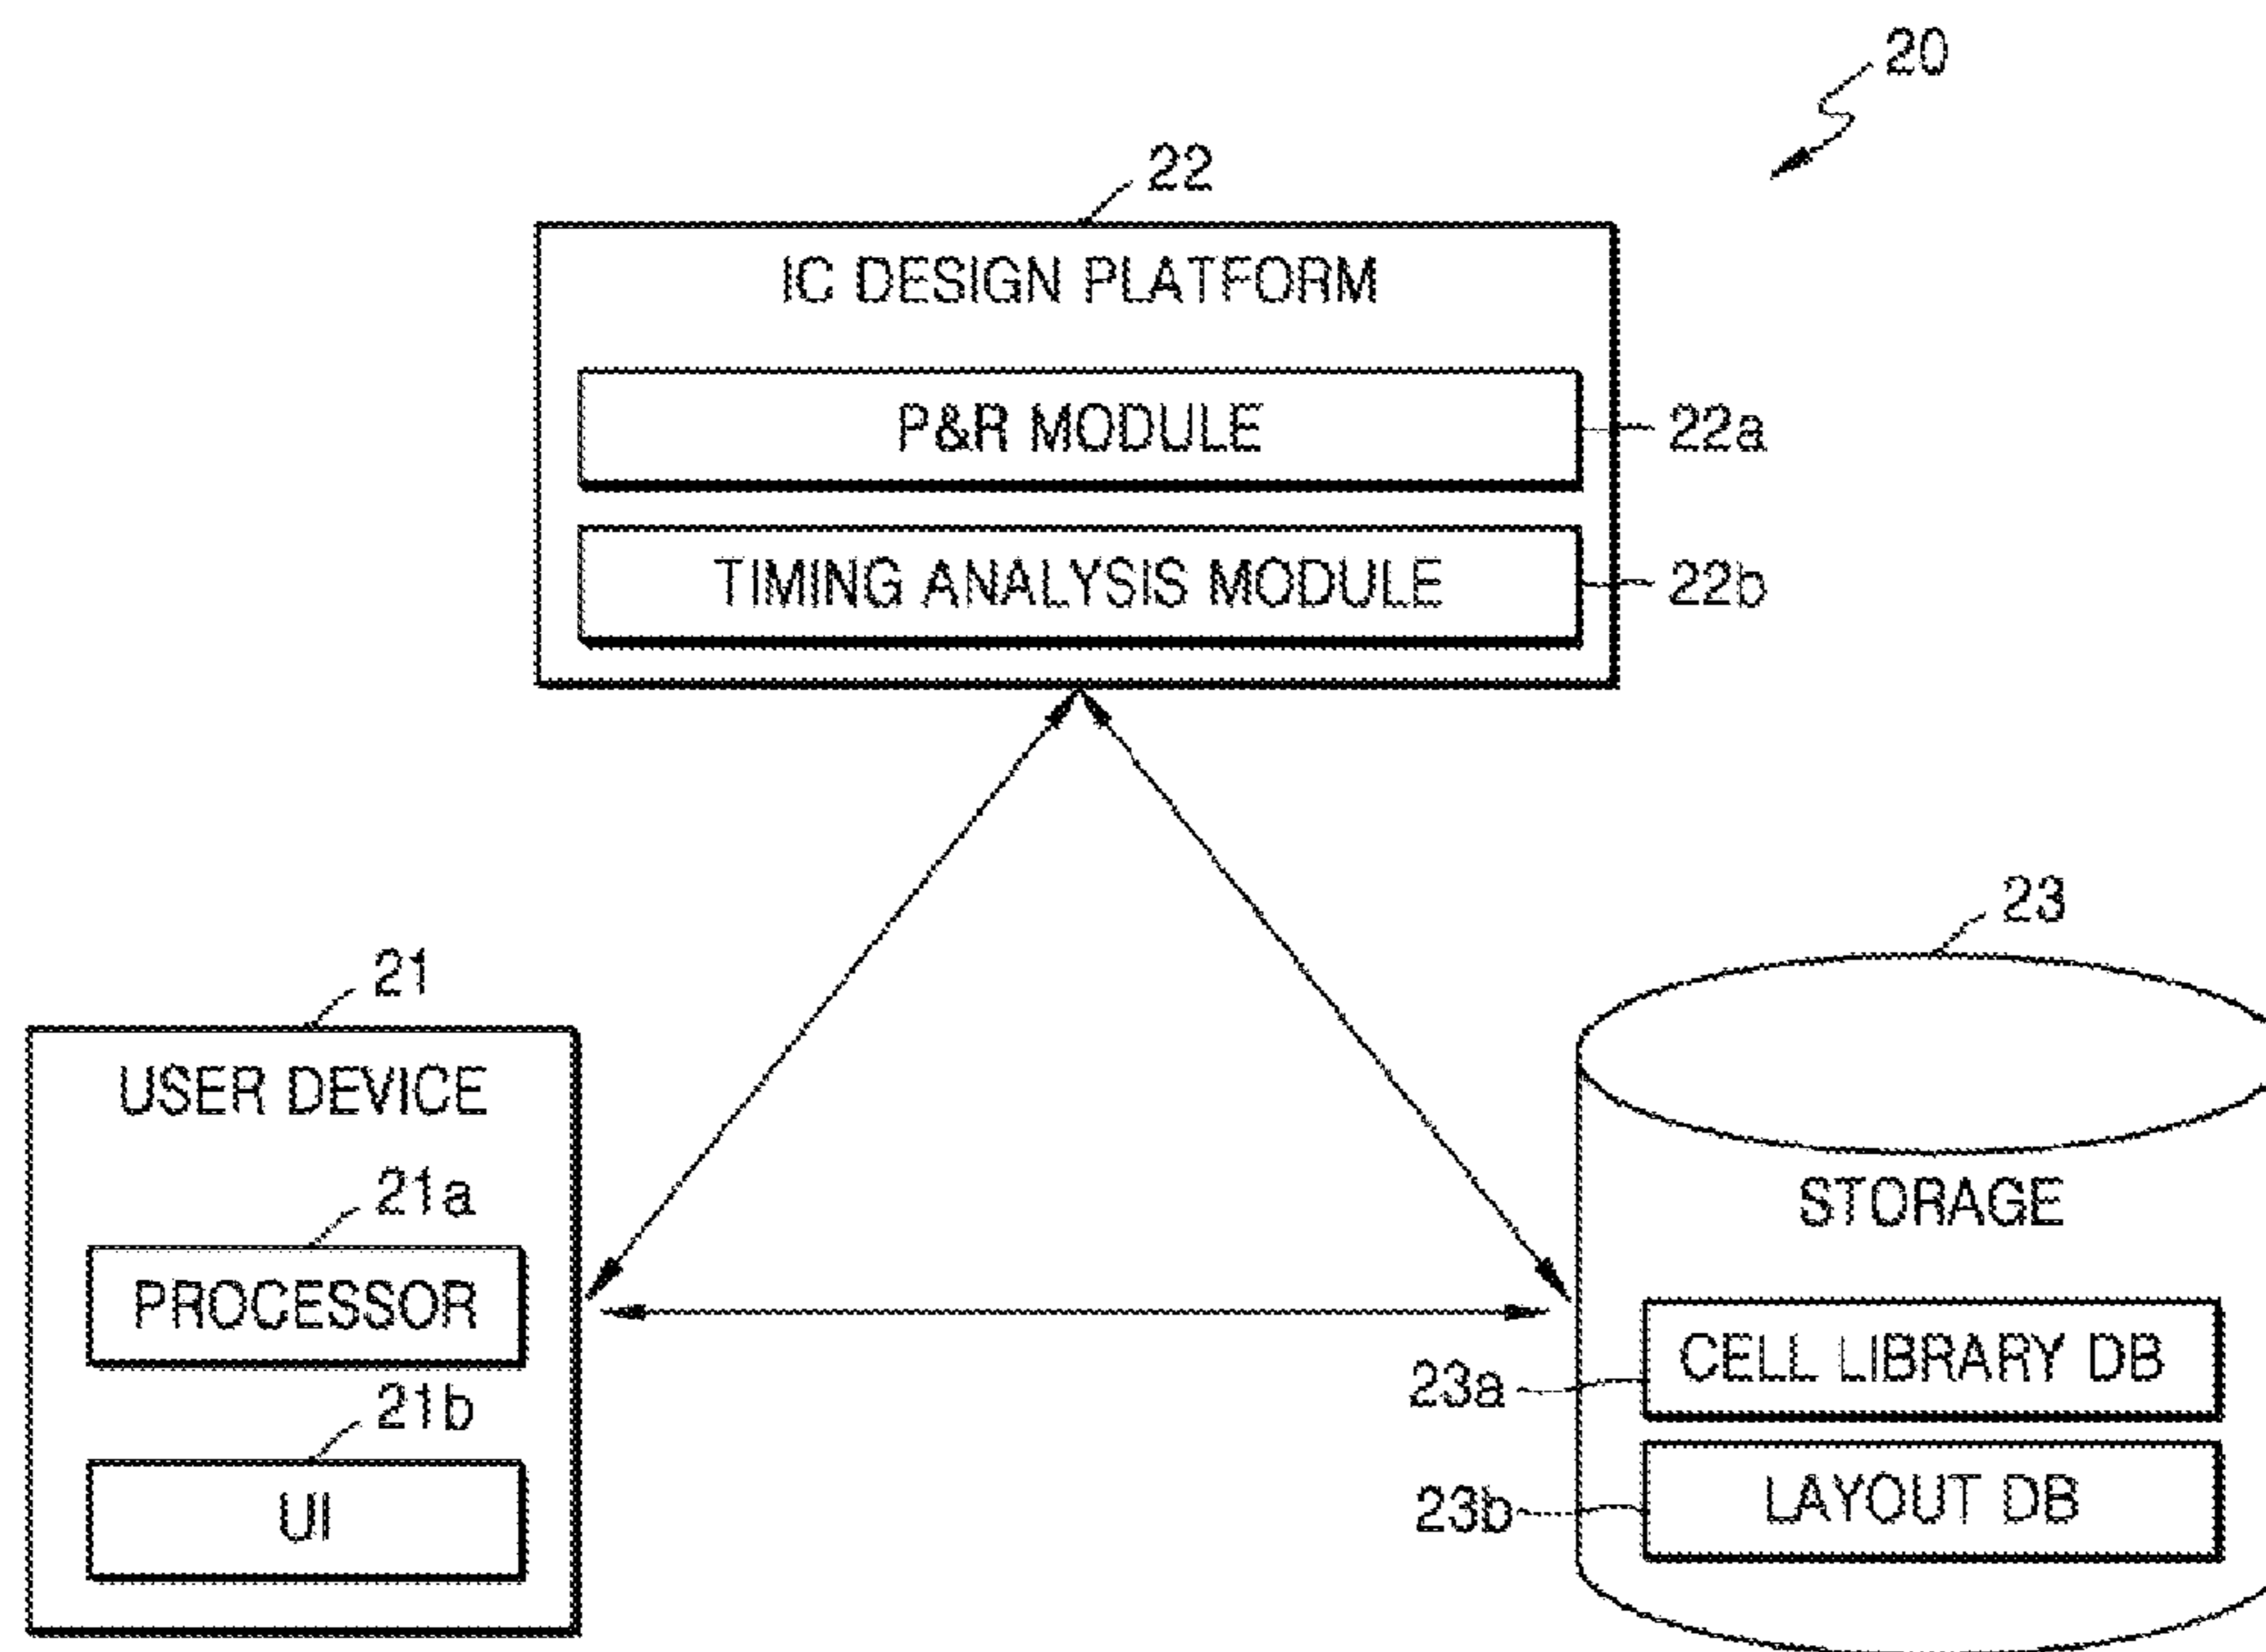 20
22
IC DESIGN PLATFORM
P&R MODULE
22a
TIMING ANALYSIS MODULE
22b
23
21
USER DEVICE
STORAGE
21a
PROCESSOR
CELL LIBRARY DB
23a
21b
UI
LAYOUT DB
23b